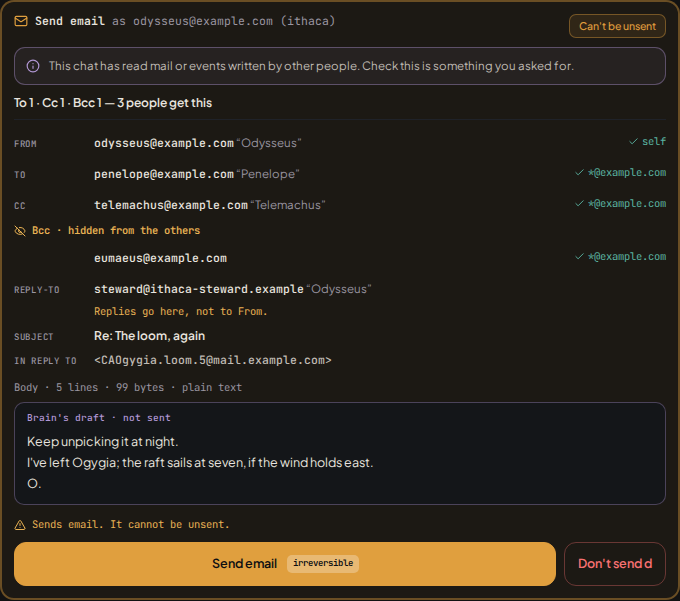 Send email as odysseus@example.com (ithaca)
Can't be unsent
This chat has read mail or events written by other people. Check this is something you asked for.
To 1 · Cc 1 · Bcc 1 — 3 people get this
FROM odysseus@example.com “Odysseus” ✓ self
TO penelope@example.com “Penelope” ✓ *@example.com
CC telemachus@example.com “Telemachus” ✓ *@example.com
Bcc · hidden from the others
eumaeus@example.com ✓ *@example.com
REPLY-TO steward@ithaca-steward.example “Odysseus”
Replies go here, not to From.
SUBJECT Re: The loom, again
IN REPLY TO <CAOgygia.loom.5@mail.example.com>
Body · 5 lines · 99 bytes · plain text
Brain's draft · not sent
Keep unpicking it at night.
I've left Ogygia; the raft sails at seven, if the wind holds east.
O.
Sends email. It cannot be unsent.
Send email irreversible
Don't send d